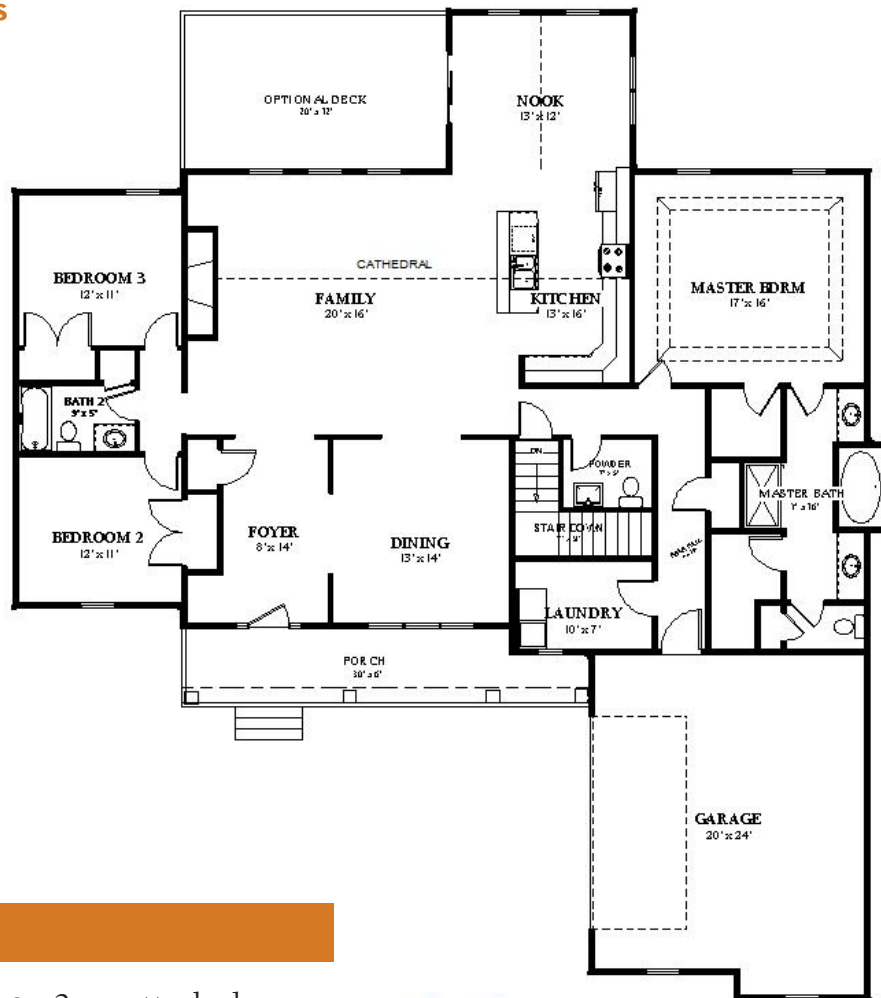 s
OPTIONAL DECK
20' x 12'
NOOK
13' x 12'
BEDROOM 3
12' x 11'
CATHEDRAL
FAMILY
20' x 16'
KITCHEN
13' x 16'
MASTER BDRM
17' x 16'
BATH 2
9' x 5'
DN
POWDER
MASTER BATH
BEDROOM 2
12' x 11'
FOYER
8' x 14'
DINING
13' x 14'
STAIR DOWN
LAUNDRY
10' x 7'
PORCH
30' x 6'
GARAGE
20' x 24'